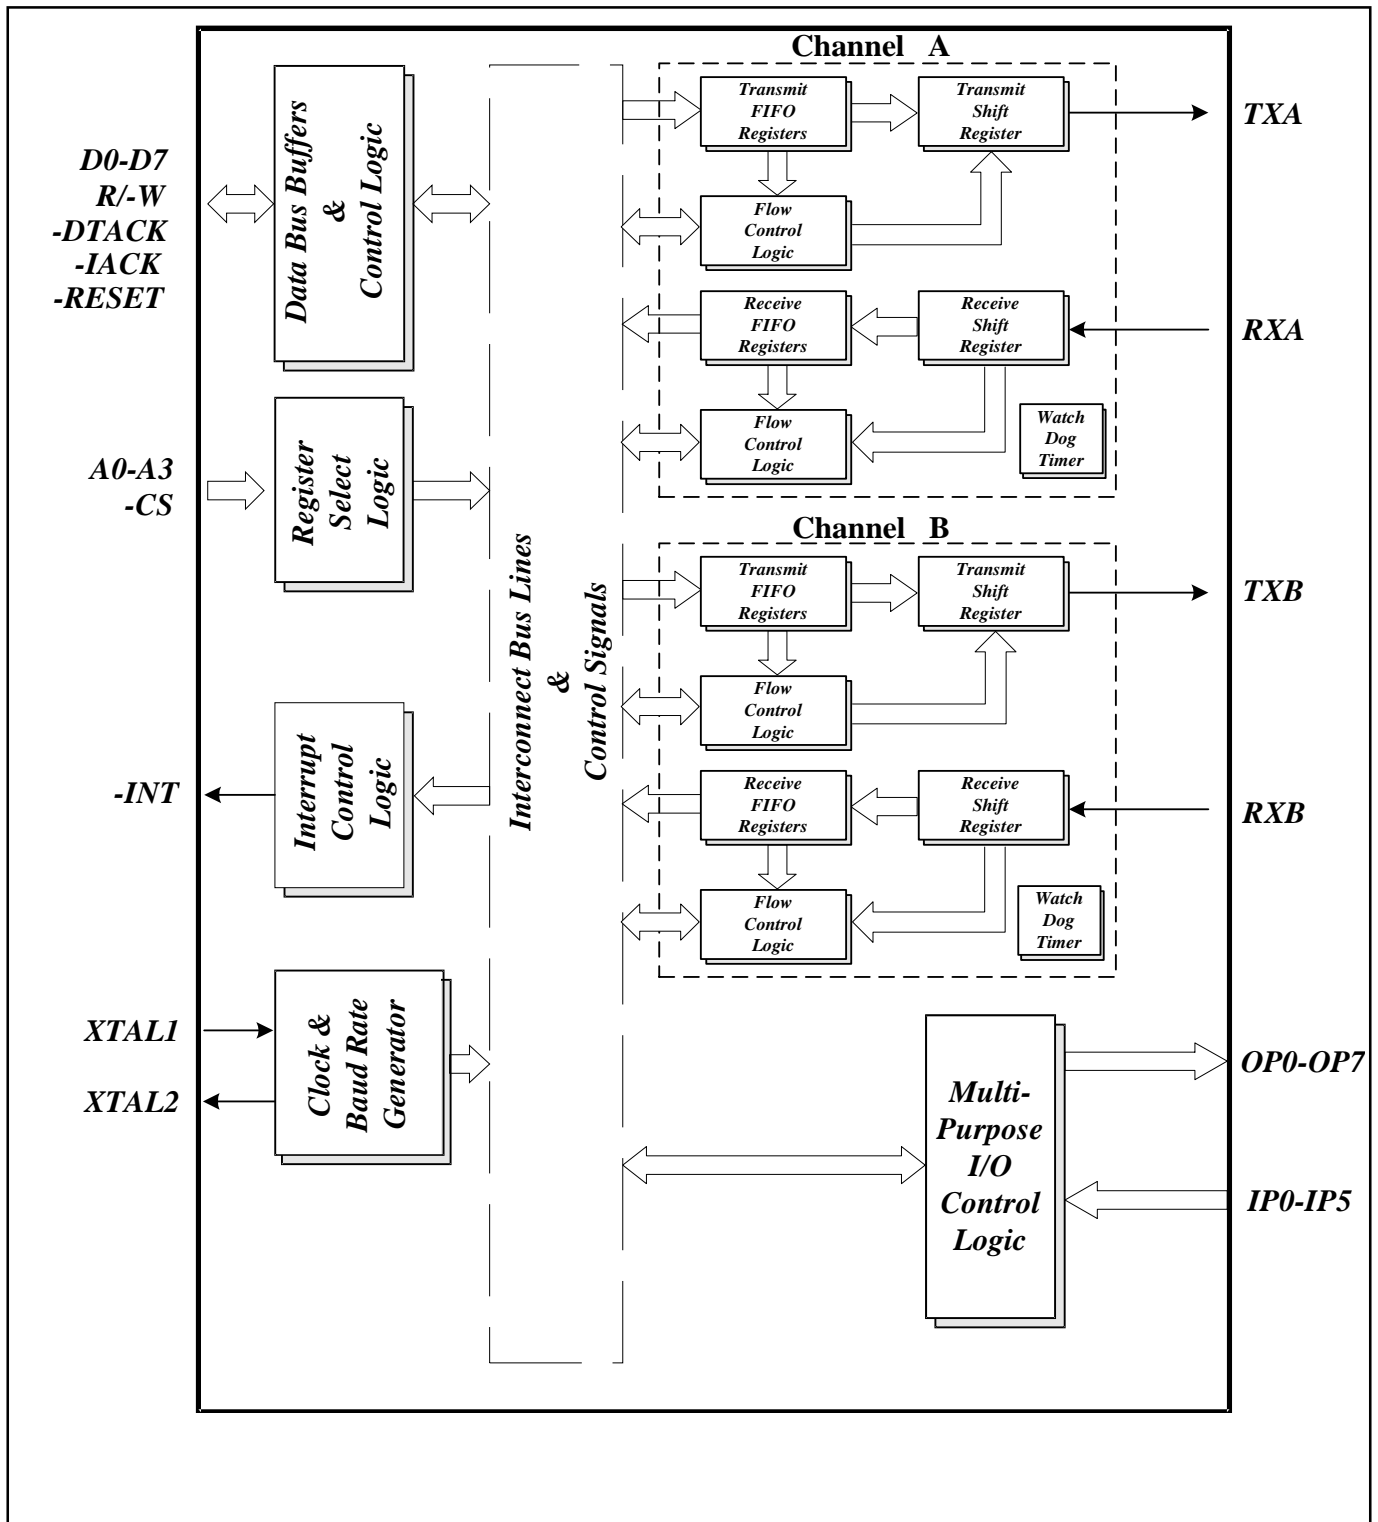 D0-D7
R/-W
-DTACK
-IACK
-RESET
A0-A3
-CS
-INT
XTAL1
XTAL2
Data Bus Buffers
&
Control Logic
Register
Select
Logic
Interrupt
Control
Logic
Clock &
Baud Rate
Generator
Interconnect Bus Lines
&
Control Signals
Channel A
Transmit
FIFO
Registers
Transmit
Shift
Register
Flow
Control
Logic
Receive
FIFO
Registers
Receive
Shift
Register
Flow
Control
Logic
Watch
Dog
Timer
Channel B
Transmit
FIFO
Registers
Transmit
Shift
Register
Flow
Control
Logic
Receive
FIFO
Registers
Receive
Shift
Register
Flow
Control
Logic
Watch
Dog
Timer
Multi-
Purpose
I/O
Control
Logic
TXA
RXA
TXB
RXB
OP0-OP7
IP0-IP5